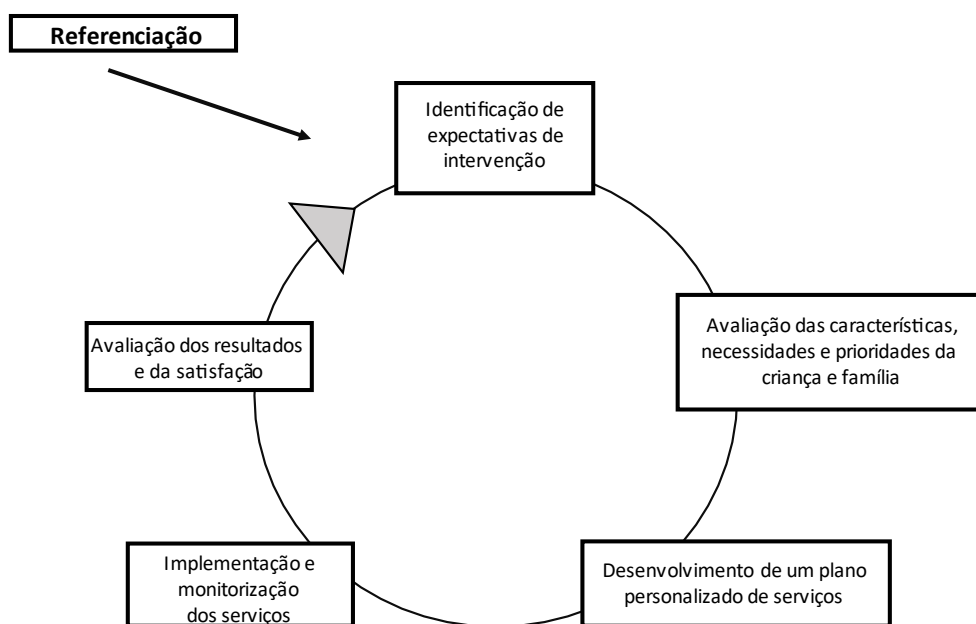 Referenciação
Identificação de
expectativas de
intervenção
Avaliação das características,
necessidades e prioridades da
criança e família
Avaliação dos resultados
e da satisfação
Implementação e
monitorização
dos serviços
Desenvolvimento de um plano
personalizado de serviços